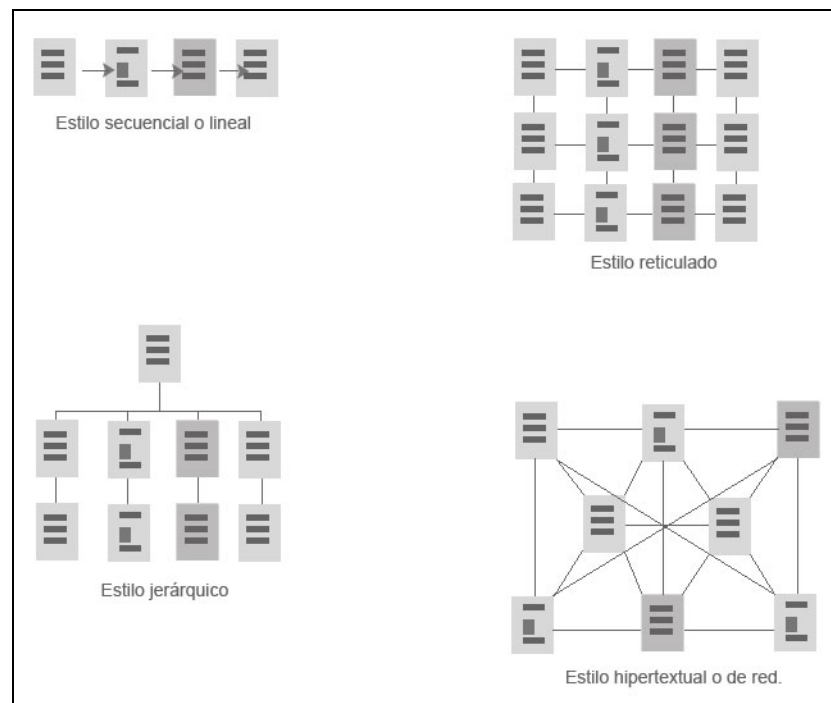 Estilo secuencial o lineal
Estilo reticulado
Estilo jerárquico
Estilo hipertextual o de red.